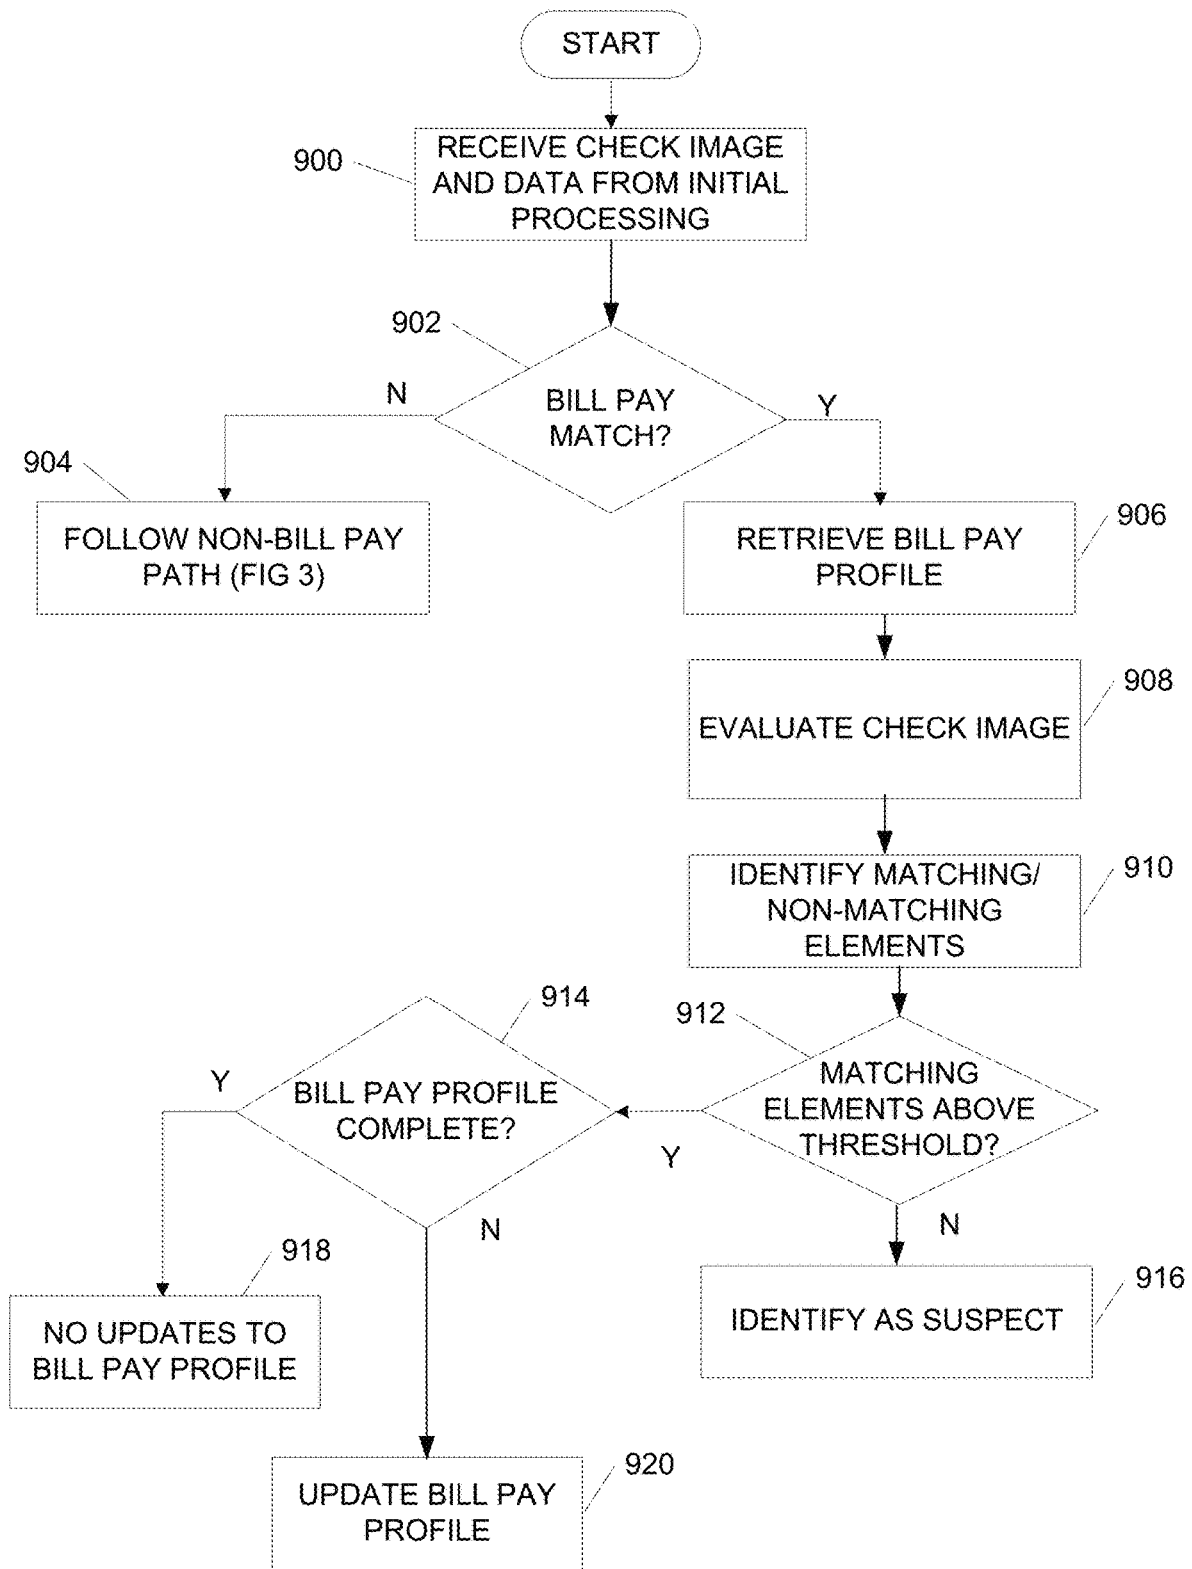 START
900
RECEIVE CHECK IMAGE
AND DATA FROM INITIAL
PROCESSING
902
BILL PAY
MATCH?
N
Y
904
FOLLOW NON-BILL PAY
PATH (FIG 3)
906
RETRIEVE BILL PAY
PROFILE
908
EVALUATE CHECK IMAGE
910
IDENTIFY MATCHING/
NON-MATCHING
ELEMENTS
912
MATCHING
ELEMENTS ABOVE
THRESHOLD?
Y
N
914
BILL PAY PROFILE
COMPLETE?
Y
N
916
IDENTIFY AS SUSPECT
918
NO UPDATES TO
BILL PAY PROFILE
920
UPDATE BILL PAY
PROFILE